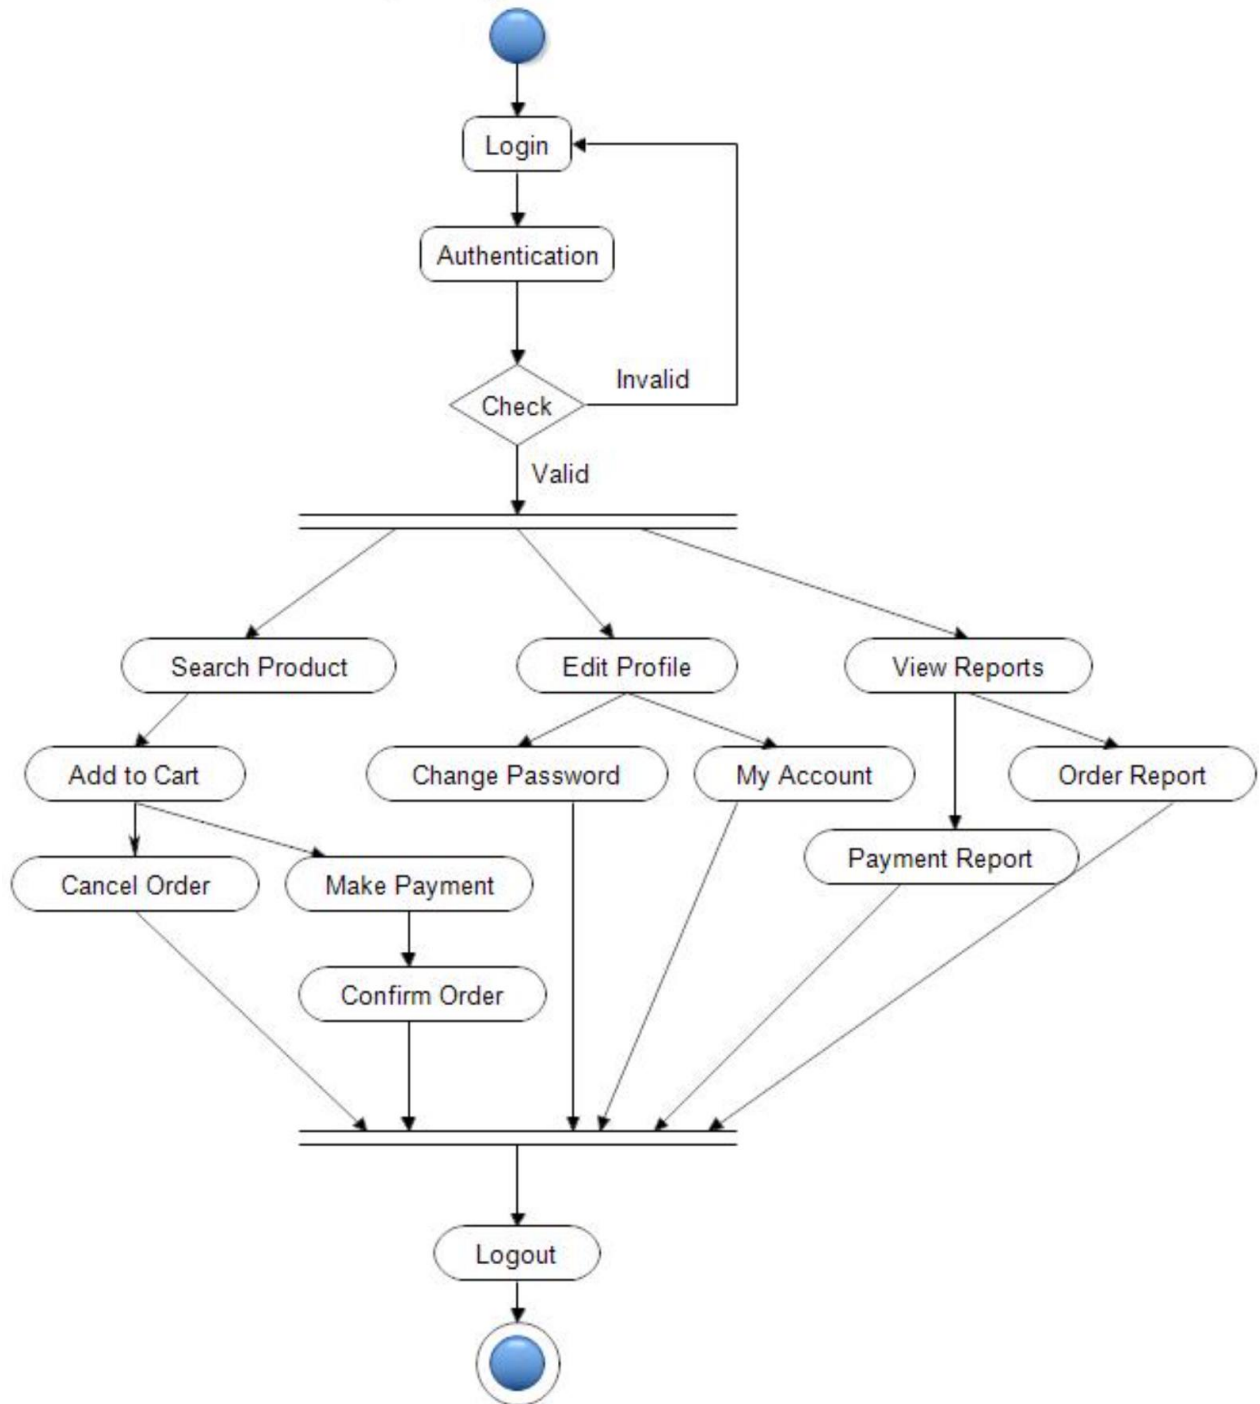 Login
Authentication
Invalid
Check
Valid
Search Product
Edit Profile
View Reports
Add to Cart
Change Password
My Account
Order Report
Payment Report
Cancel Order
Make Payment
Confirm Order
Logout